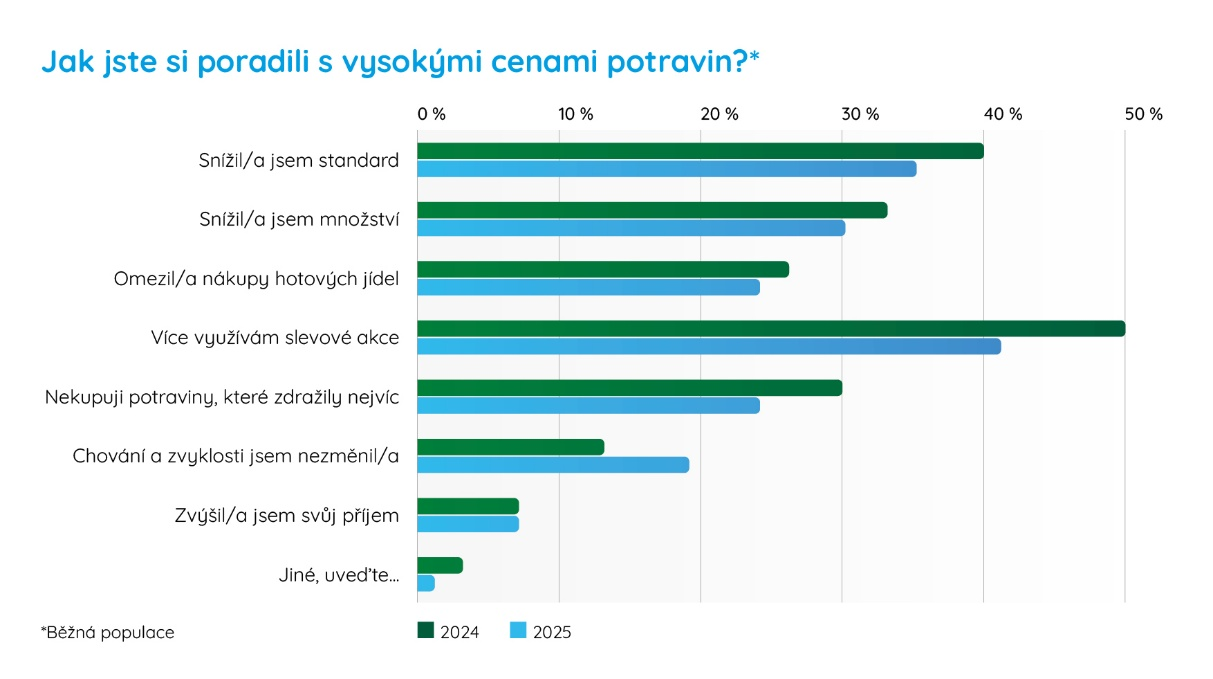 Jak jste si poradili s vysokými cenami potravin?*
0 % 10 % 20 % 30 % 40 % 50 %
Snížil/a jsem standard
Snížil/a jsem množství
Omezil/a nákupy hotových jídel
Více využívám slevové akce
Nekupuji potraviny, které zdražily nejvíc
Chování a zvyklosti jsem nezměnil/a
Zvýšil/a jsem svůj příjem
Jiné, uveďte...
*Běžná populace 2024 2025